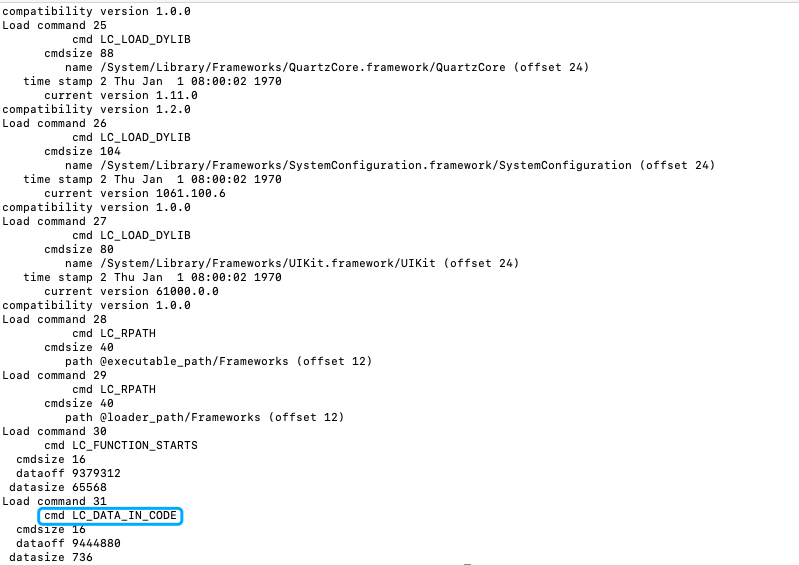 compatibility version 1.0.0
Load command 25
cmd LC_LOAD_DYLIB
cmdsize 88
name /System/Library/Frameworks/QuartzCore.framework/QuartzCore (offset 24)
time stamp 2 Thu Jan  1 08:00:02 1970
current version 1.11.0
compatibility version 1.2.0
Load command 26
cmd LC_LOAD_DYLIB
cmdsize 104
name /System/Library/Frameworks/SystemConfiguration.framework/SystemConfiguration (offset 24)
time stamp 2 Thu Jan  1 08:00:02 1970
current version 1061.100.6
compatibility version 1.0.0
Load command 27
cmd LC_LOAD_DYLIB
cmdsize 80
name /System/Library/Frameworks/UIKit.framework/UIKit (offset 24)
time stamp 2 Thu Jan  1 08:00:02 1970
current version 61000.0.0
compatibility version 1.0.0
Load command 28
cmd LC_RPATH
cmdsize 40
path @executable_path/Frameworks (offset 12)
Load command 29
cmd LC_RPATH
cmdsize 40
path @loader_path/Frameworks (offset 12)
Load command 30
cmd LC_FUNCTION_STARTS
cmdsize 16
dataoff 9379312
datasize 65568
Load command 31
cmd LC_DATA_IN_CODE
cmdsize 16
dataoff 9444880
datasize 736